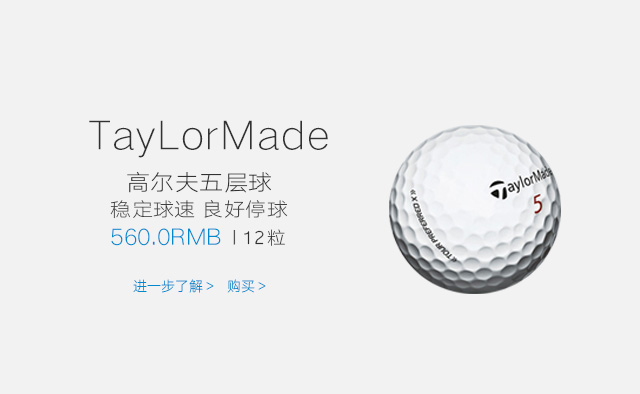 TayLorMade
高尔夫五层球
稳定球速 良好停球
560.0RMB | 12粒
进一步了解 > 购买 >
TaylorMade
5
« TOUR PREFERRED X »